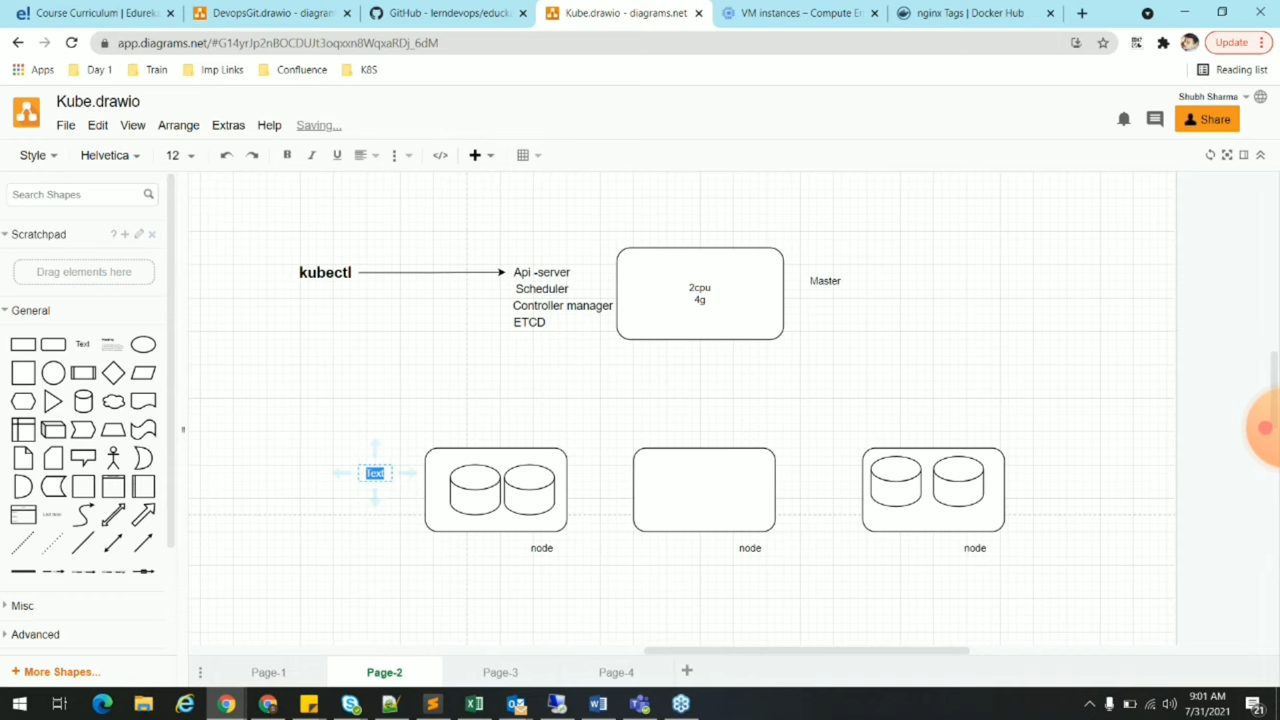 Course Curriculum | Edurek
DevopsGit.drawio - diagram
GitHub - lerndevops/educk
Kube.drawio - diagrams.net
VM instances – Compute En
nginx Tags | Docker Hub
app.diagrams.net/#G14yrJp2nBOCDUJt3oqxxn8WqxaRDj_6dM
Update
Apps
Day 1
Train
Imp Links
Confluence
K8S
Reading list
Kube.drawio
Shubh Sharma
File
Edit
View
Arrange
Extras
Help
Saving...
Share
Style
Helvetica
12
B
I
U
Search Shapes
Scratchpad
Drag elements here
General
Text
Misc
Advanced
+ More Shapes...
kubectl
Api -server
Scheduler
Controller manager
ETCD
2cpu
4g
Master
Text
node
node
node
Page-1
Page-2
Page-3
Page-4
9:01 AM
7/31/2021
21